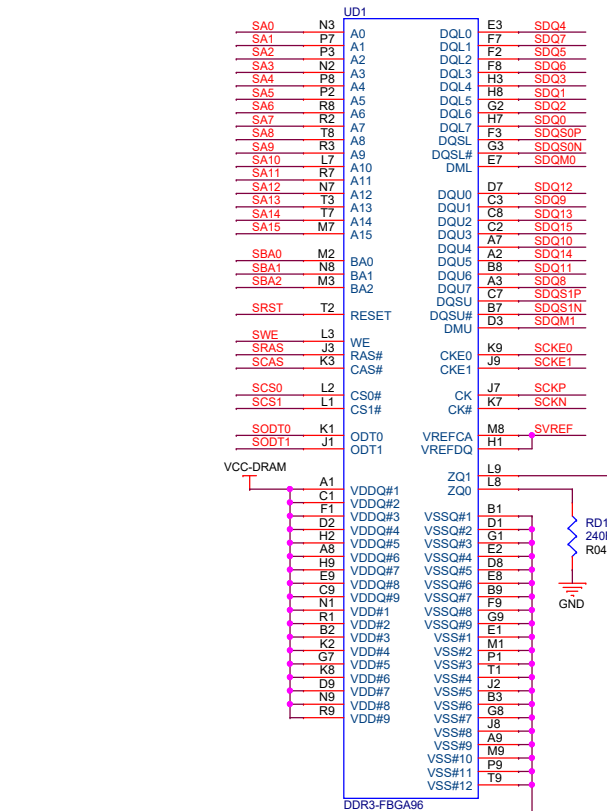 UD1
SA0 N3 A0 DQL0 E3 SDQ4
SA1 P7 A1 DQL1 F7 SDQ7
SA2 P3 A2 DQL2 F2 SDQ5
SA3 N2 A3 DQL3 F8 SDQ6
SA4 P8 A4 DQL4 H3 SDQ3
SA5 P2 A5 DQL5 H8 SDQ1
SA6 R8 A6 DQL6 G2 SDQ2
SA7 R2 A7 DQL7 H7 SDQ0
SA8 T8 A8 DQSL F3 SDQS0P
SA9 R3 A9 DQSL# G3 SDQS0N
SA10 L7 A10 DML E7 SDQM0
SA11 R7 A11
SA12 N7 A12 DQU0 D7 SDQ12
SA13 T3 A13 DQU1 C3 SDQ9
SA14 T7 A14 DQU2 C8 SDQ13
SA15 M7 A15 DQU3 C2 SDQ15
DQU4 A7 SDQ10
SBA0 M2 BA0 DQU5 A2 SDQ14
SBA1 N8 BA1 DQU6 B8 SDQ11
SBA2 M3 BA2 DQU7 A3 SDQ8
DQSU C7 SDQS1P
SRST T2 RESET DQSU# B7 SDQS1N
DMU D3 SDQM1
SWE L3 WE
SRAS J3 RAS# CKE0 K9 SCKE0
SCAS K3 CAS# CKE1 J9 SCKE1
SCS0 L2 CS0# CK J7 SCKP
SCS1 L1 CS1# CK# K7 SCKN
SODT0 K1 ODT0 VREFCA M8 SVREF
SODT1 J1 ODT1 VREFDQ H1
VCC-DRAM
ZQ1 L9
A1 VDDQ#1 ZQ0 L8
C1 VDDQ#2
F1 VDDQ#3 VSSQ#1 B1
D2 VDDQ#4 VSSQ#2 D1
H2 VDDQ#5 VSSQ#3 G1
A8 VDDQ#6 VSSQ#4 E2
H9 VDDQ#7 VSSQ#5 D8
E9 VDDQ#8 VSSQ#6 E8
C9 VDDQ#9 VSSQ#7 B9
N1 VDD#1 VSSQ#8 F9
R1 VDD#2 VSSQ#9 G9
B2 VDD#3 VSS#1 E1
K2 VDD#4 VSS#2 M1
G7 VDD#5 VSS#3 P1
K8 VDD#6 VSS#4 T1
D9 VDD#7 VSS#5 J2
N9 VDD#8 VSS#6 B3
R9 VDD#9 VSS#7 G8
VSS#8 J8
VSS#9 A9
VSS#10 M9
VSS#11 P9
VSS#12 T9
RD1
240
R04
GND
DDR3-FBGA96